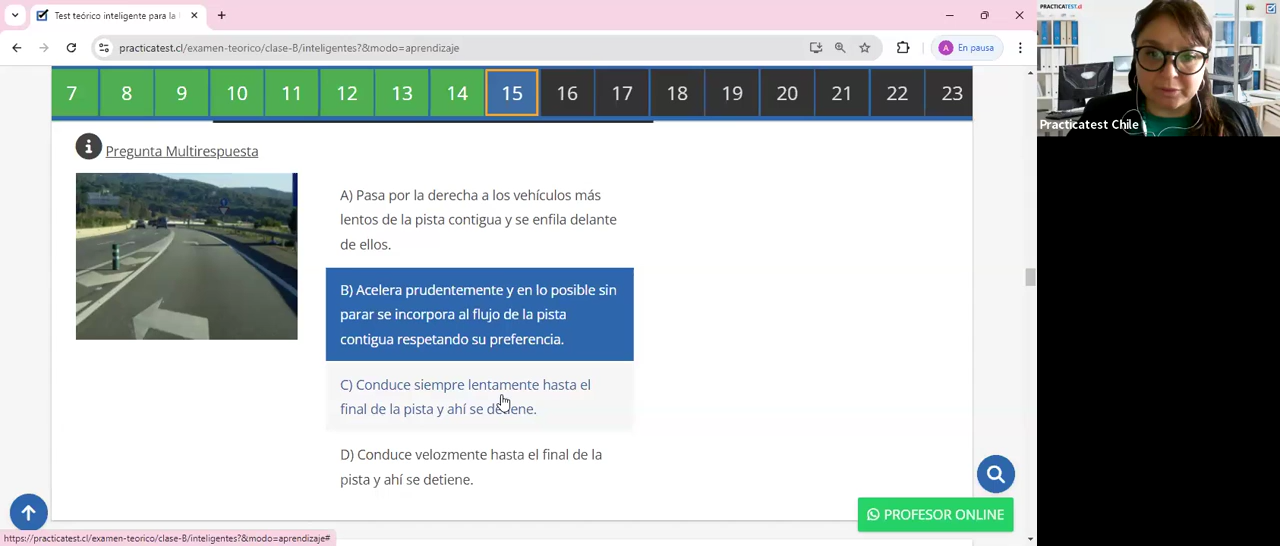 Test teórico inteligente para la
practicatest.cl/examen-teorico/clase-B/inteligentes?&modo=aprendizaje
A
En pausa
PRACTICATEST.cl
7 8 9 10 11 12 13 14 15 16 17 18 19 20 21 22 23
Practicatest Chile
Pregunta Multirespuesta
A) Pasa por la derecha a los vehículos más
lentos de la pista contigua y se enfila delante
de ellos.
B) Acelera prudentemente y en lo posible sin
parar se incorpora al flujo de la pista
contigua respetando su preferencia.
C) Conduce siempre lentamente hasta el
final de la pista y ahí se detiene.
D) Conduce velozmente hasta el final de la
pista y ahí se detiene.
PROFESOR ONLINE
https://practicatest.cl/examen-teorico/clase-B/inteligentes?&modo=aprendizaje#